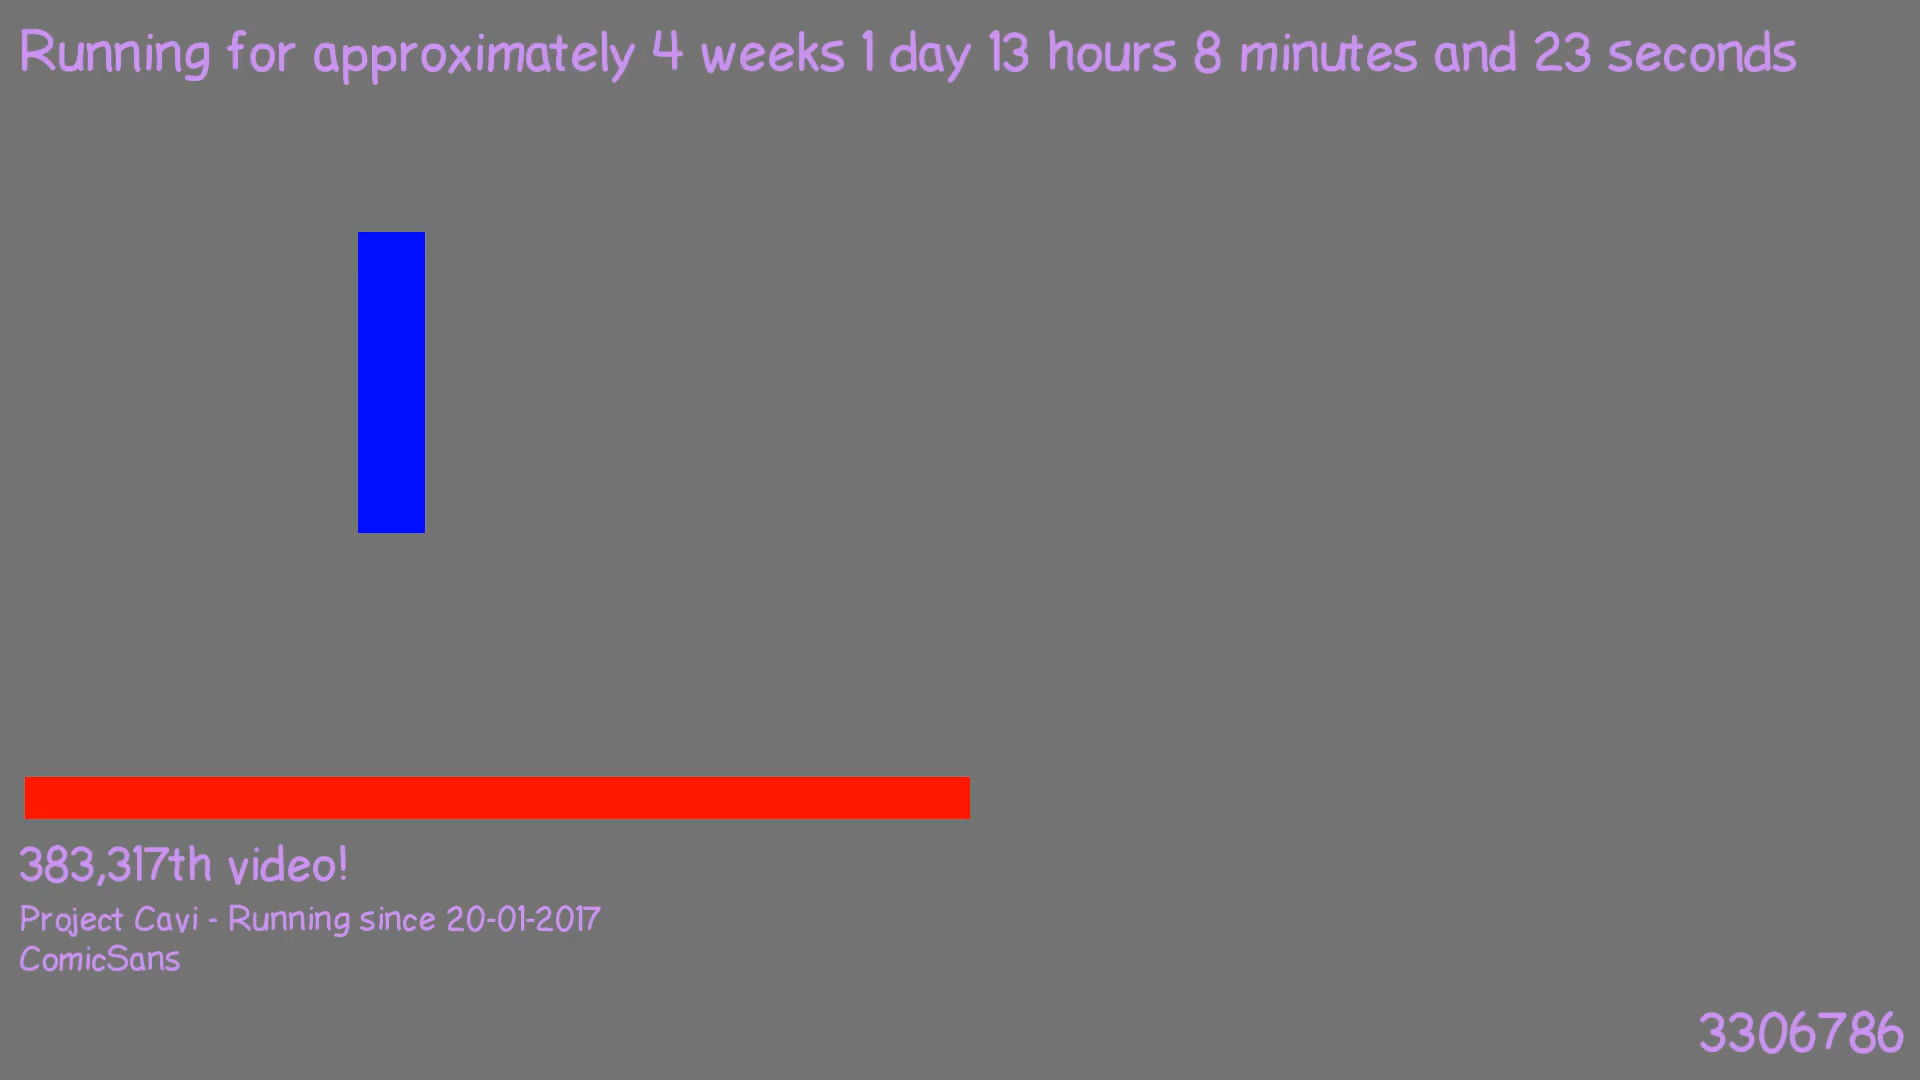 Running for approximately 4 weeks 1 day 13 hours 8 minutes and 23 seconds
383,317th video!
Project Cavi - Running since 20-01-2017
ComicSans
3306786